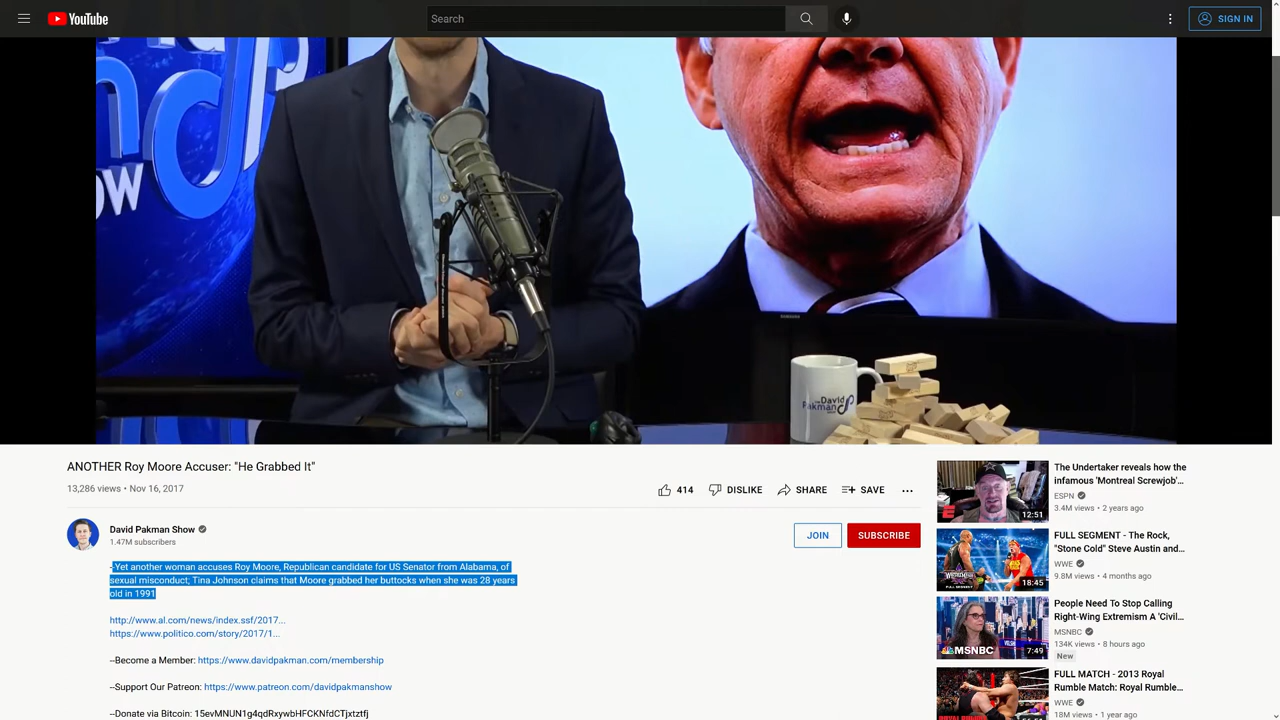 YouTube
Search
SIGN IN
OW
SAMSUNG
THE David
Pakman
ANOTHER Roy Moore Accuser: "He Grabbed It"
13,286 views • Nov 16, 2017
414
DISLIKE
SHARE
SAVE
David Pakman Show
1.47M subscribers
JOIN
SUBSCRIBE
-Yet another woman accuses Roy Moore, Republican candidate for US Senator from Alabama, of
sexual misconduct; Tina Johnson claims that Moore grabbed her buttocks when she was 28 years
old in 1991
http://www.al.com/news/index.ssf/2017...
https://www.politico.com/story/2017/1...
--Become a Member: https://www.davidpakman.com/membership
--Support Our Patreon: https://www.patreon.com/davidpakmanshow
--Donate via Bitcoin: 15evMNUN1g4qdRxywbHFCKNfdCTjxtztfj
12:51
The Undertaker reveals how the
infamous 'Montreal Screwjob'...
ESPN
3.4M views • 2 years ago
18:45
FULL SEGMENT - The Rock,
"Stone Cold" Steve Austin and...
WWE
9.8M views • 4 months ago
MSNBC
7:49
People Need To Stop Calling
Right-Wing Extremism A 'Civil...
MSNBC
134K views • 8 hours ago
New
FULL MATCH - 2013 Royal
Rumble Match: Royal Rumble...
WWE
18M views • 1 year ago